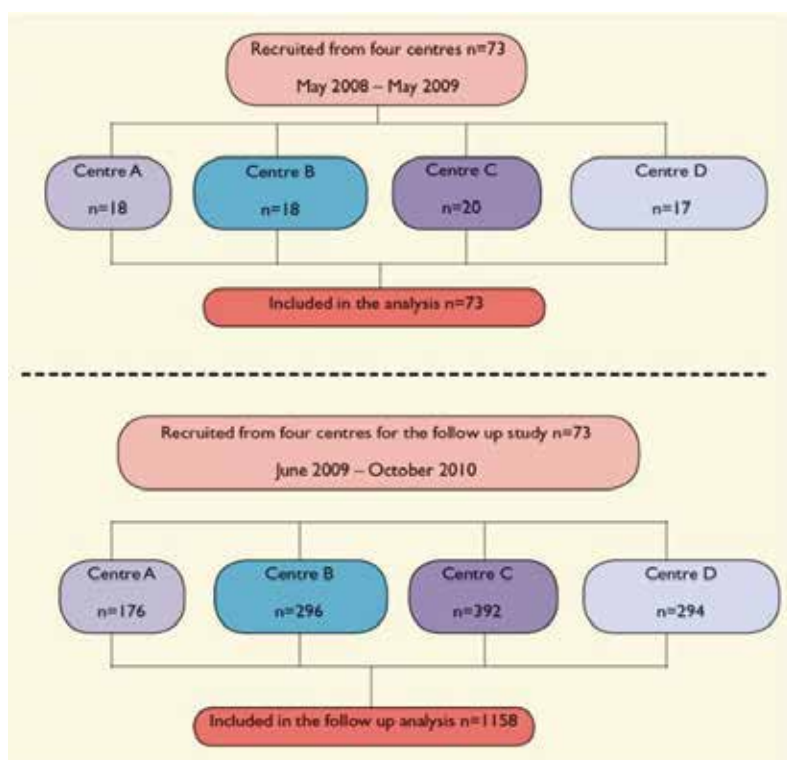 Recruited from four centres n=73
May 2008 – May 2009
Centre A
n=18
Centre B
n=18
Centre C
n=20
Centre D
n=17
Included in the analysis n=73
Recruited from four centres for the follow up study n=73
June 2009 – October 2010
Centre A
n=176
Centre B
n=296
Centre C
n=392
Centre D
n=294
Included in the follow up analysis n=1158